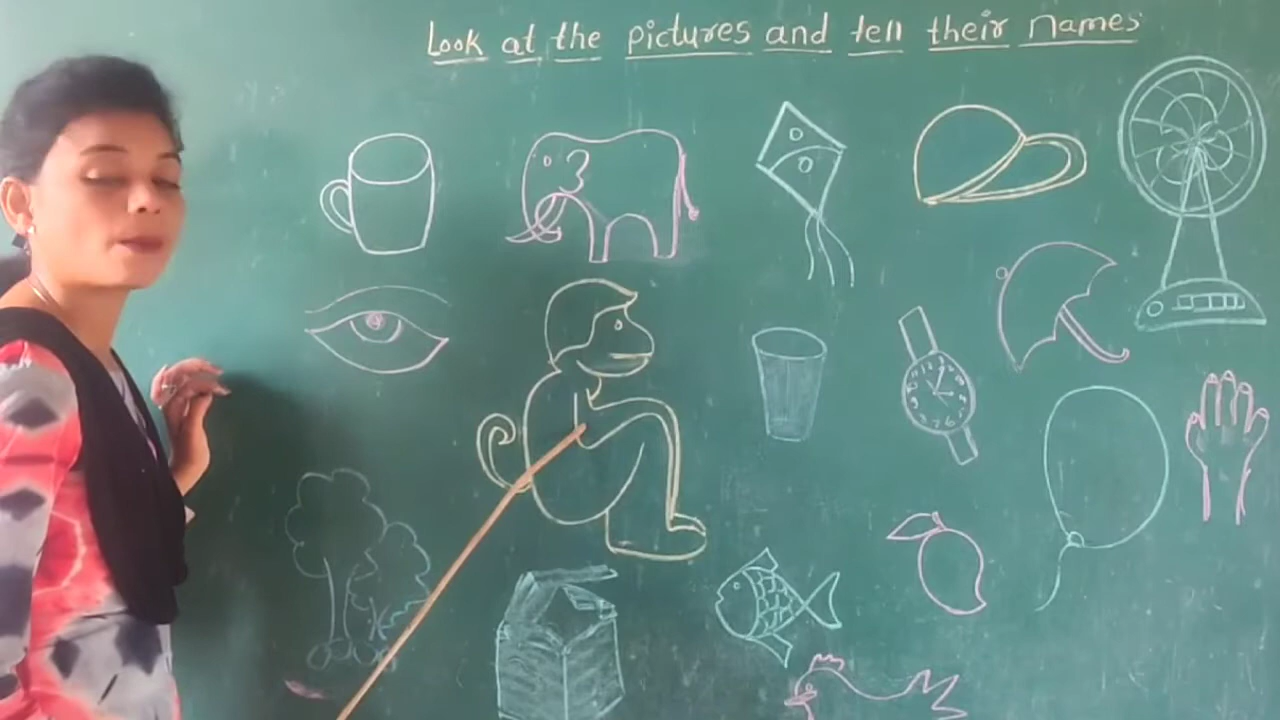 Look at the pictures and tell their names